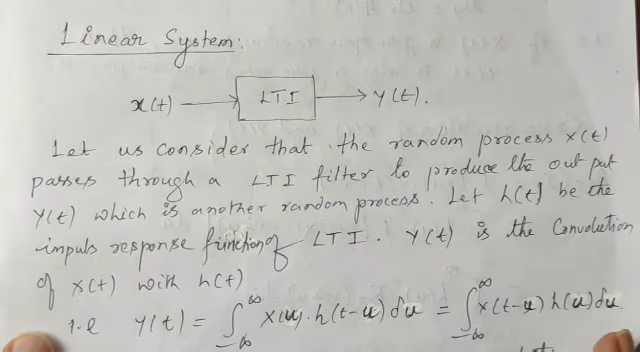 Linear System:
x(t) LTI y(t).
Let us consider that the random process x(t)
passes through a LTI filter to produce the out put
y(t) which is another random process. Let h(t) be the
impuls response function of LTI. y(t) is the Convolution
of x(t) with h(t)
i.e y(t) = ∫_{-∞}^{∞} x(u). h(t-u) du = ∫_{-∞}^{∞} x(t-u) h(u) du.